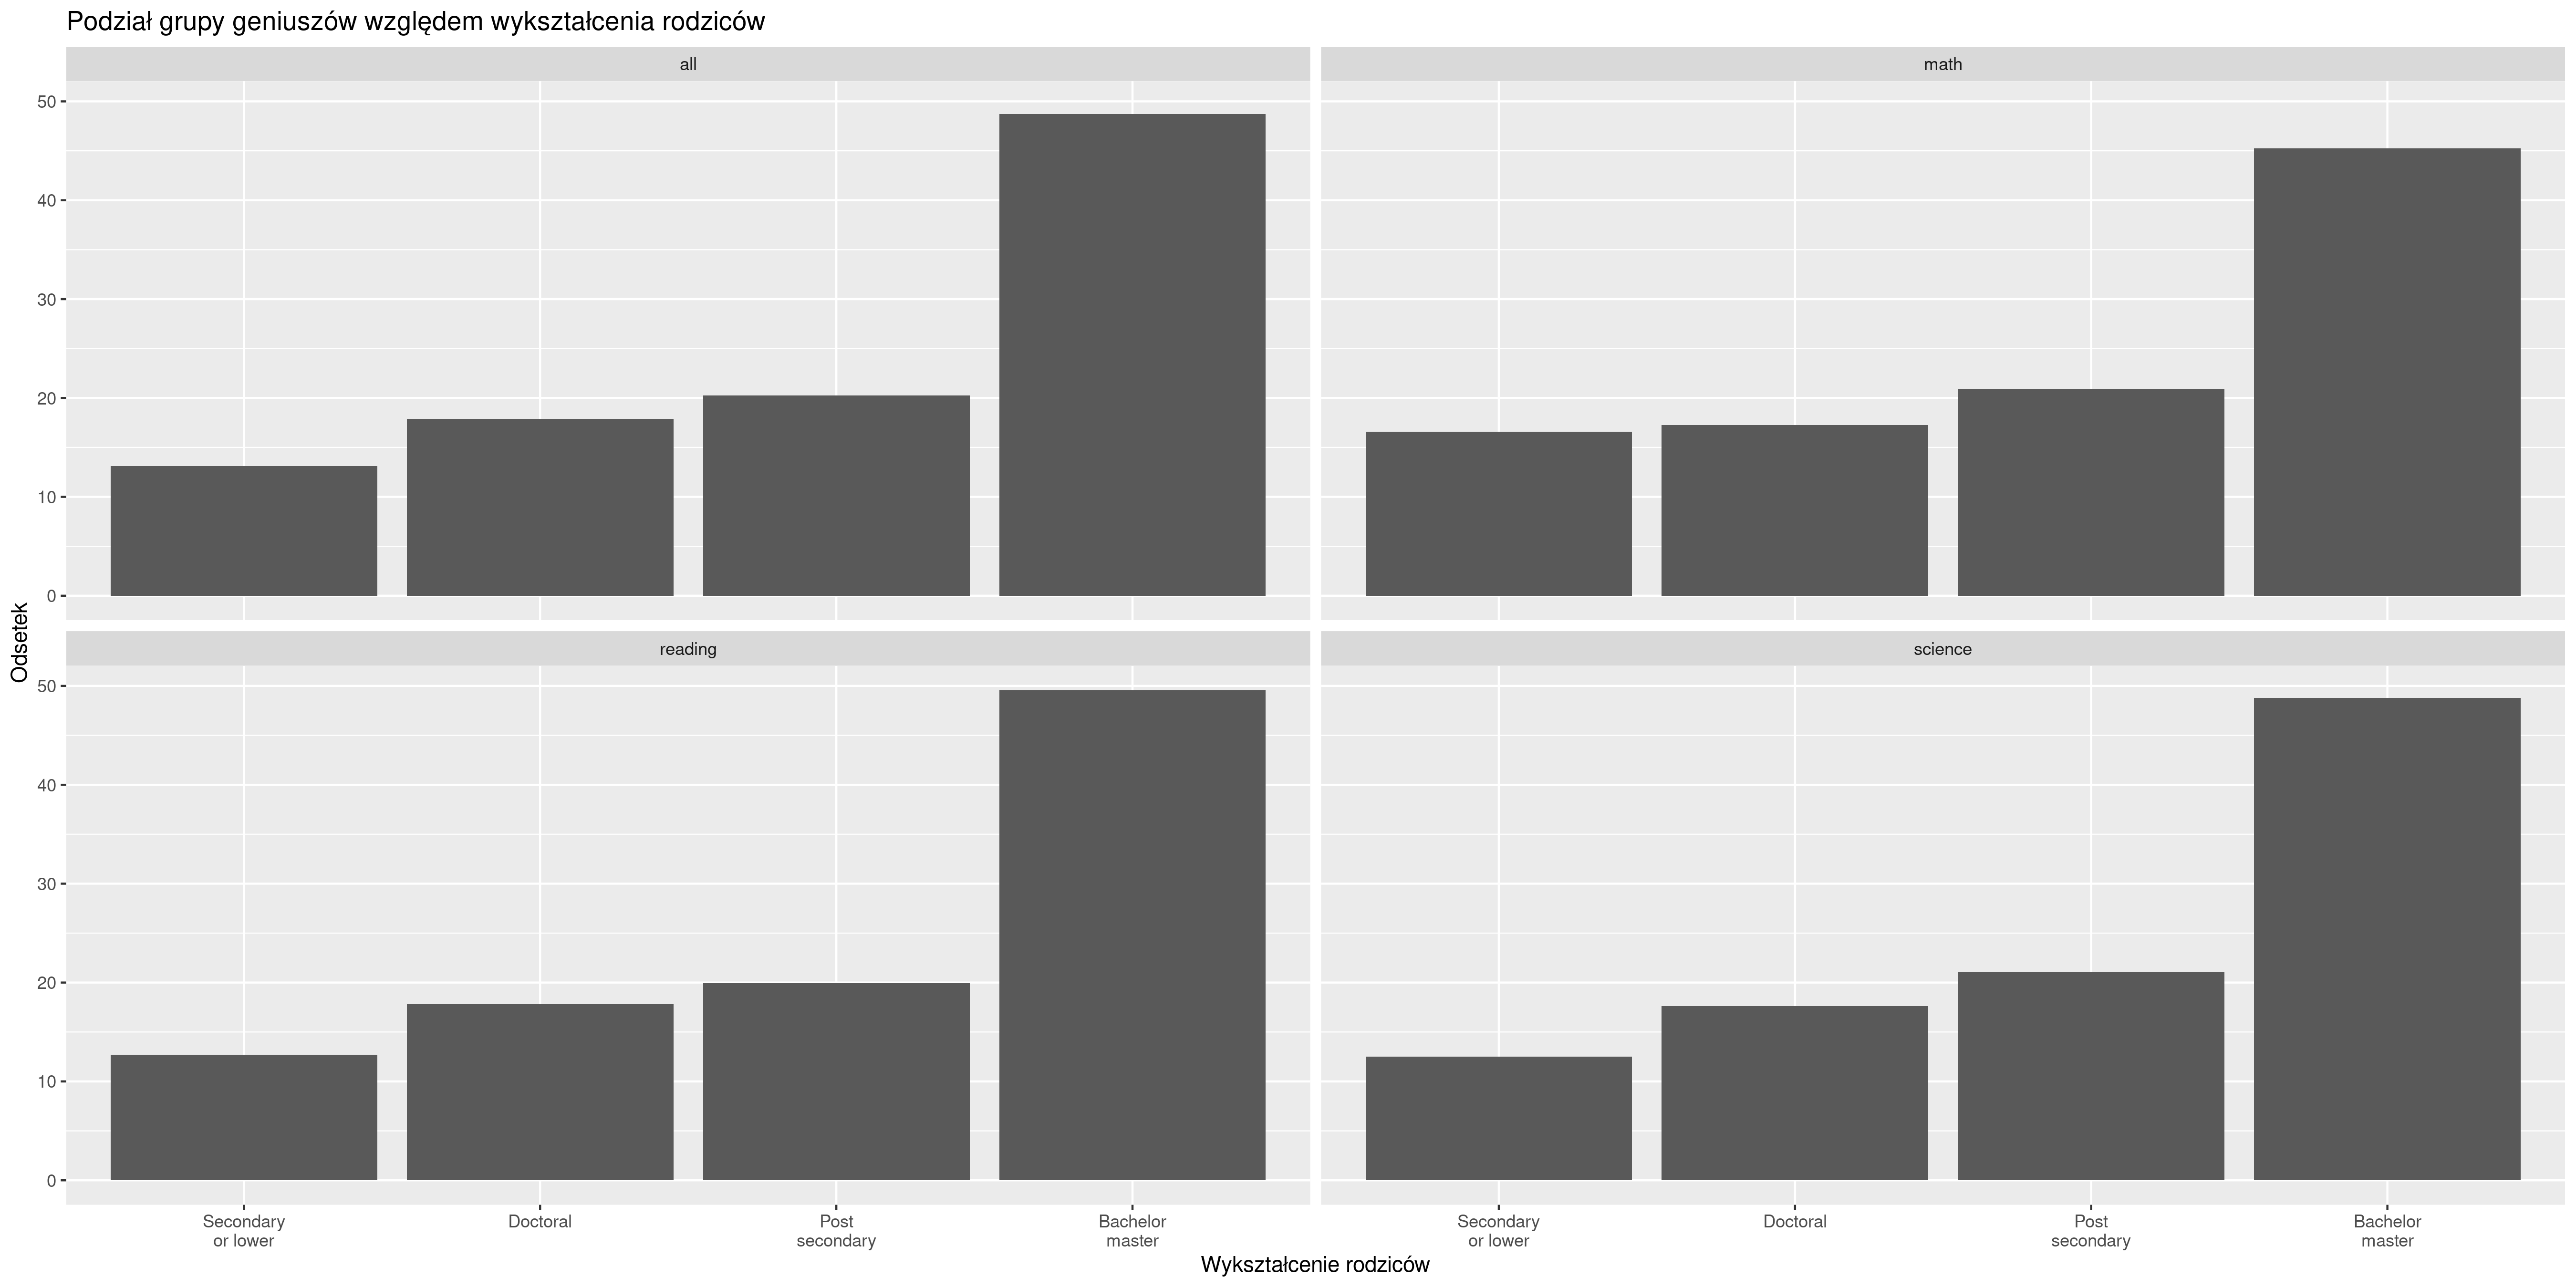 Podział grupy geniuszów względem wykształcenia rodziców
all
math
50
40
30
20
10
0
reading
science
50
40
30
20
10
0
Odsetek
Secondary
or lower
Doctoral
Post
secondary
Bachelor
master
Secondary
or lower
Doctoral
Post
secondary
Bachelor
master
Wykształcenie rodziców